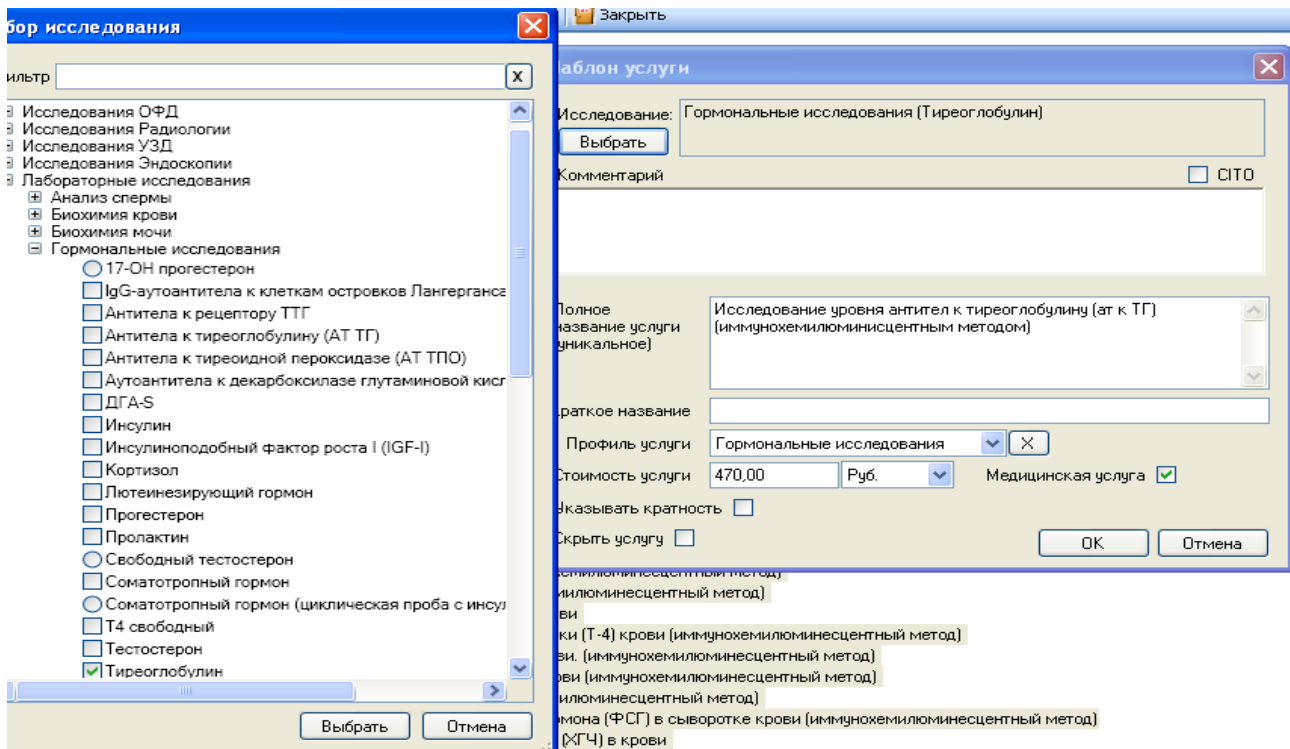 бор исследования
ильтр
X
Исследования ОФД
Исследования Радиологии
Исследования УЗД
Исследования Эндоскопии
Лабораторные исследования
Анализ спермы
Биохимия крови
Биохимия мочи
Гормональные исследования
17-ОН прогестерон
IgG-аутоантитела к клеткам островков Лангерганса
Антитела к рецептору ТТГ
Антитела к тиреоглобулину (АТ ТГ)
Антитела к тиреоидной пероксидазе (АТ ТПО)
Аутоантитела к декарбоксилазе глутаминовой кисл
ДГА-S
Инсулин
Инсулиноподобный фактор роста I (IGF-I)
Кортизол
Лютеинезирующий гормон
Прогестерон
Пролактин
Свободный тестостерон
Соматотропный гормон
Соматотропный гормон (циклическая проба с инсул
Т4 свободный
Тестостерон
Тиреоглобулин
Выбрать Отмена
Закрыть
аблон услуги
Исследование: Гормональные исследования (Тиреоглобулин)
Выбрать
Комментарий CITO
Полное
название услуги
уникальное)
Исследование уровня антител к тиреоглобулину (ат к ТГ)
(иммунохемилюминисцентным методом)
раткое название
Профиль услуги Гормональные исследования X
Стоимость услуги 470,00 Руб. Медицинская услуга
Указывать кратность
Скрыть услугу
OK Отмена
емилюминесцентный метод)
милюминесцентный метод)
ви
ки (Т-4) крови (иммунохемилюминесцентный метод)
ви. (иммунохемилюминесцентный метод)
ови (иммунохемилюминесцентный метод)
илюминесцентный метод)
омона (ФСГ) в сыворотке крови (иммунохемилюминесцентный метод)
(ХГЧ) в крови